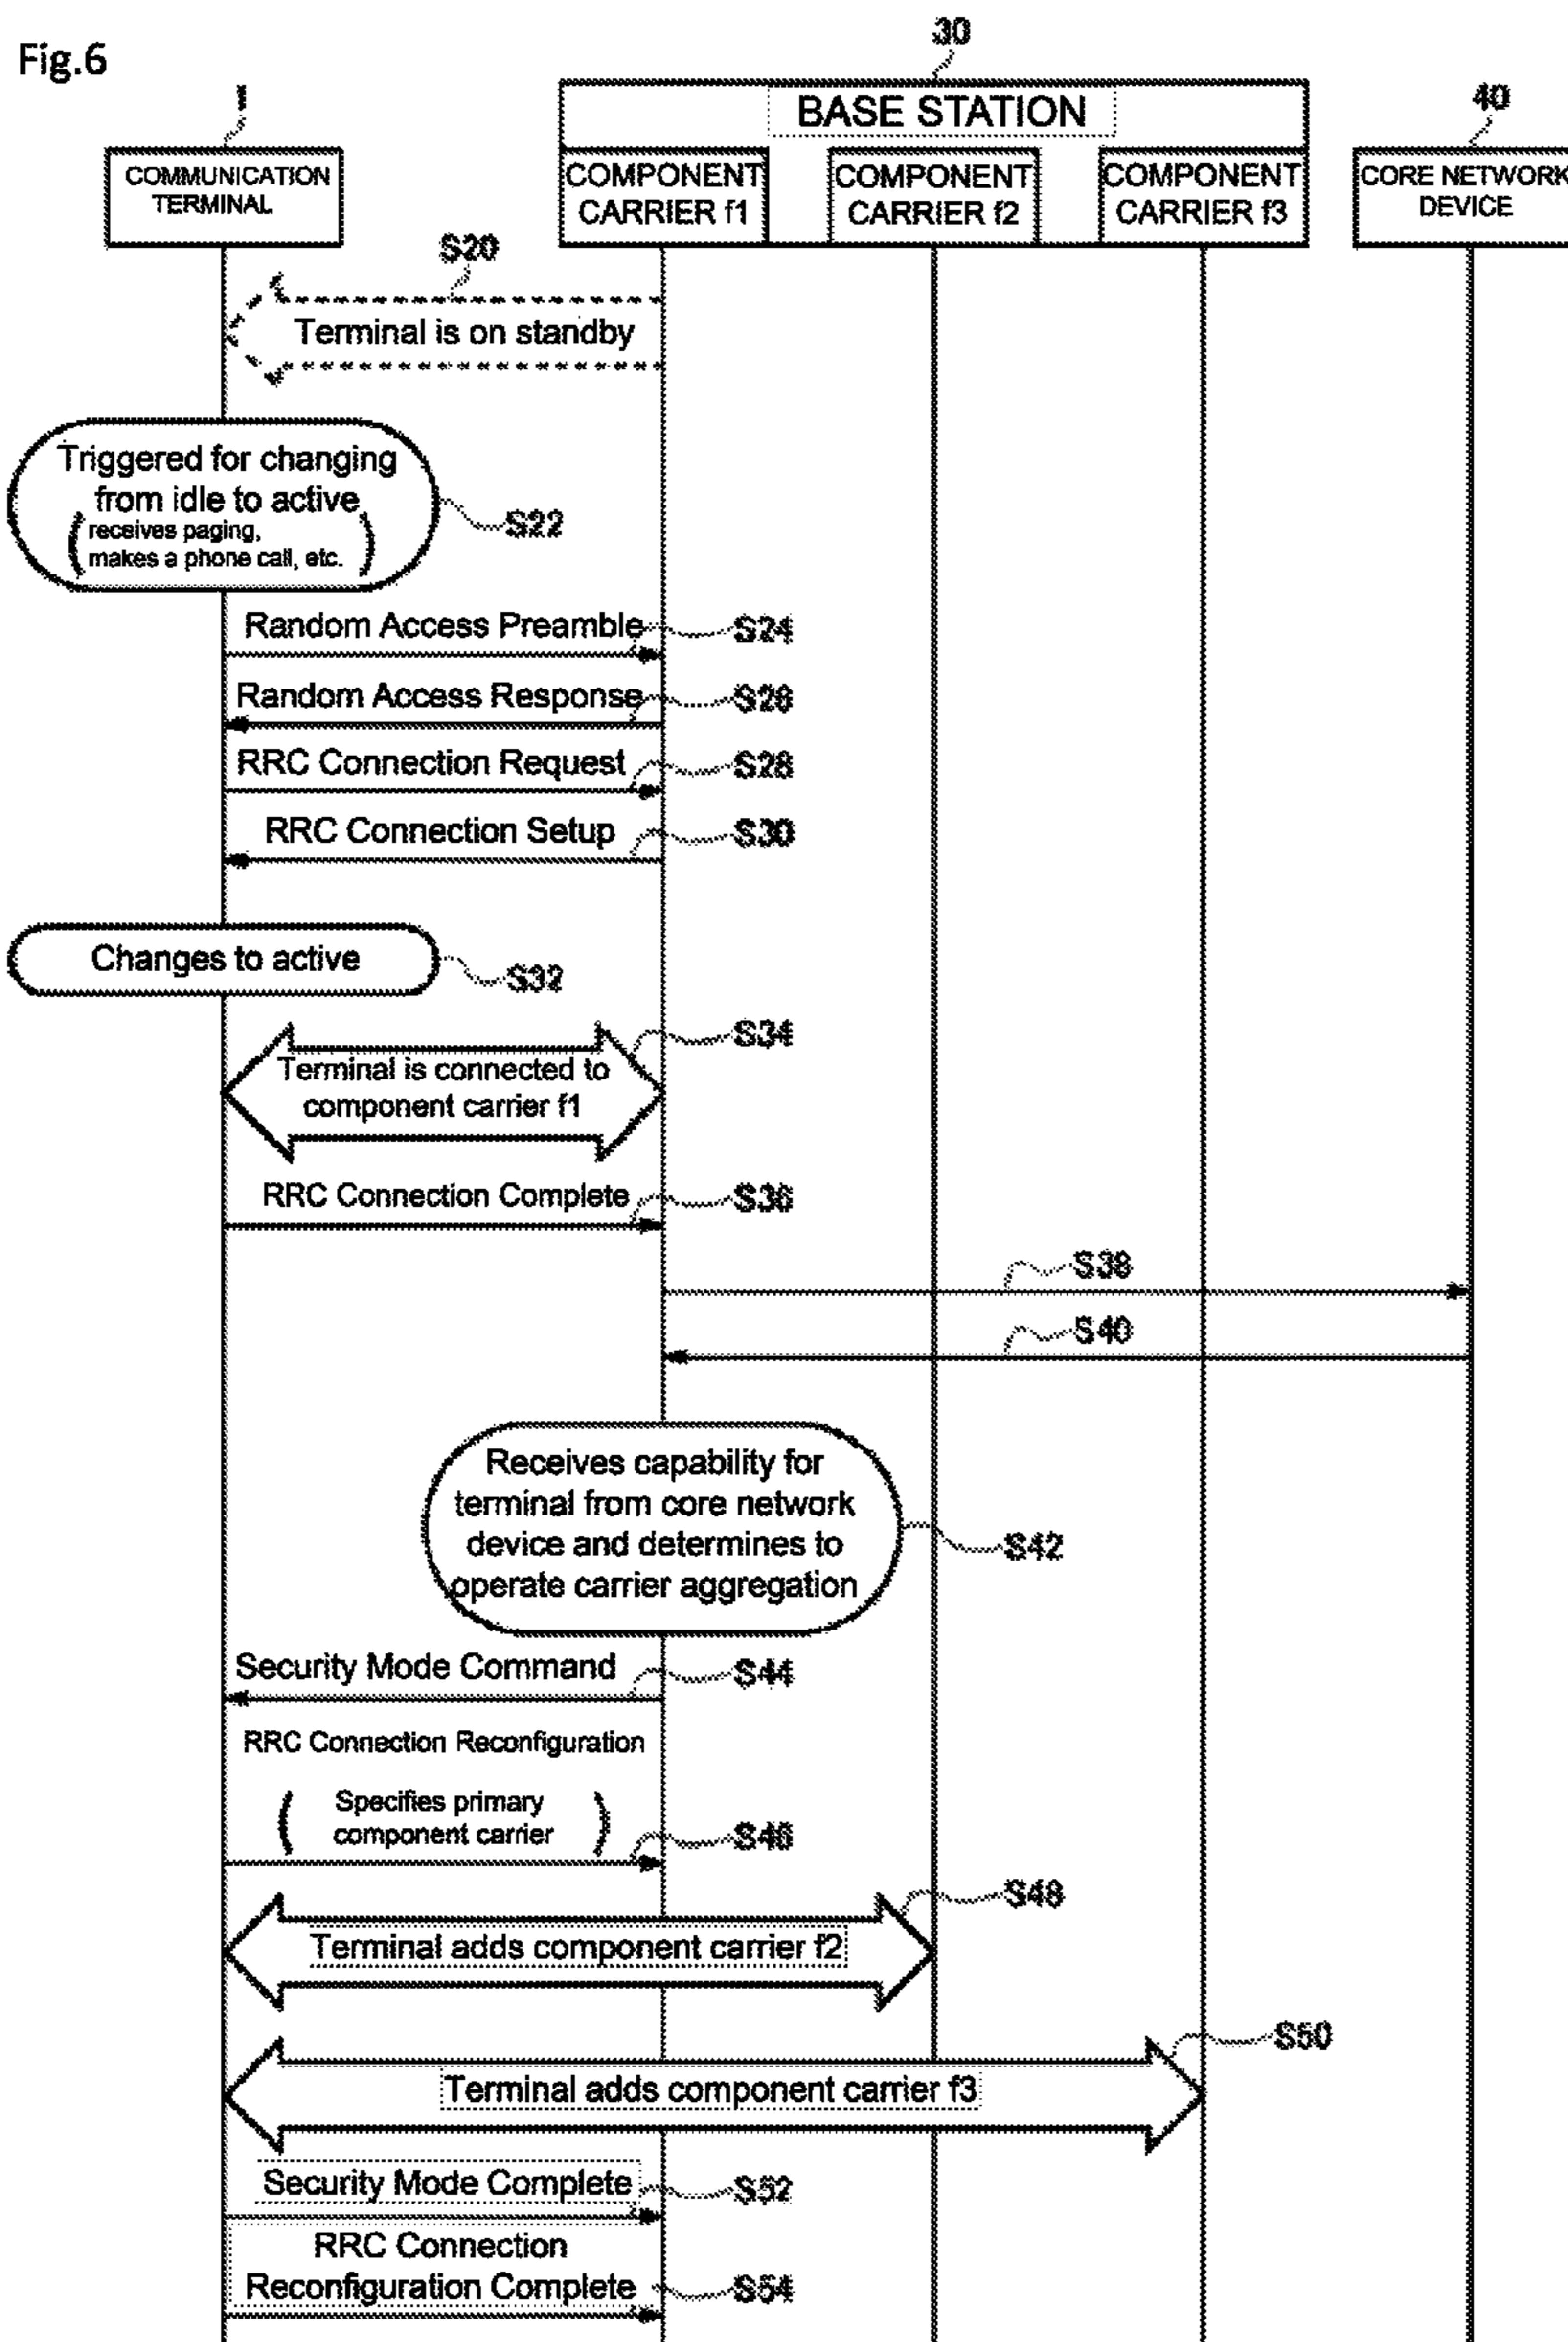 Fig.6
30
BASE STATION
40
COMMUNICATION
TERMINAL
COMPONENT
CARRIER f1
COMPONENT
CARRIER f2
COMPONENT
CARRIER f3
CORE NETWORK
DEVICE
S20
Terminal is on standby
Triggered for changing
from idle to active
( receives paging,
makes a phone call, etc. )
S22
Random Access Preamble
S24
Random Access Response
S26
RRC Connection Request
S28
RRC Connection Setup
S30
Changes to active
S32
S34
Terminal is connected to
component carrier f1
RRC Connection Complete
S36
S38
S40
Receives capability for
terminal from core network
device and determines to
operate carrier aggregation
S42
Security Mode Command
S44
RRC Connection Reconfiguration
( Specifies primary
component carrier )
S46
S48
Terminal adds component carrier f2
S50
Terminal adds component carrier f3
Security Mode Complete
S52
RRC Connection
Reconfiguration Complete
S54